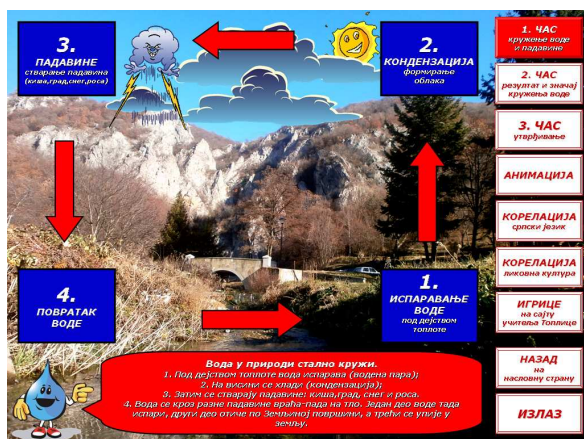 3.
ПАДАВИНЕ
стварање падавина
(киша,град,снег,роса)
2.
КОНДЕНЗАЦИЈА
формирање
облака
4.
ПОВРАТАК
ВОДЕ
1.
ИСПАРАВАЊЕ
ВОДЕ
под дејством
топлоте
Вода у природи стално кружи.
1. Под дејством топлоте вода испарава (водена пара);
2. На висини се хлади (кондензација);
3. Затим се стварају падавине: киша,град, снег и роса.
4. Вода се кроз разне падавине враћа-пада на тло. Један део воде тада
испари, други део отиче по Земљиној површини, а трећи се упије у
земљу.
1. ЧАС
кружење воде
и падавине
2. ЧАС
резултат и значај
кружења воде
3. ЧАС
утврђивање
АНИМАЦИЈА
КОРЕЛАЦИЈА
српски језик
КОРЕЛАЦИЈА
ликовна култура
ИГРИЦЕ
на сајту
учитеља Топлице
НАЗАД
на
насловну страну
ИЗЛАЗ